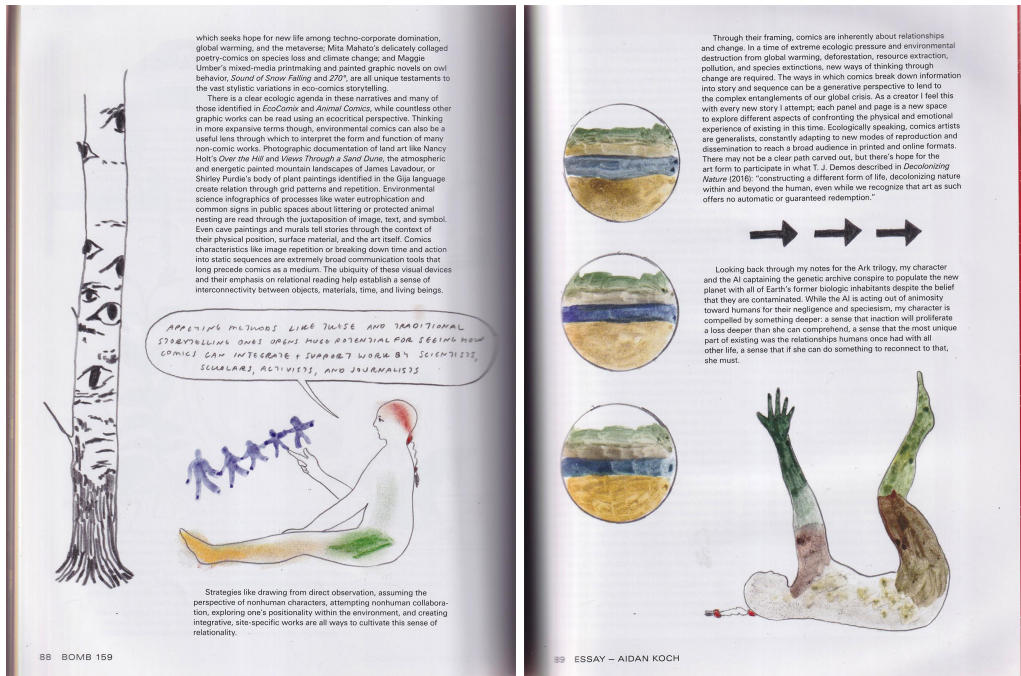 which seeks hope for new life among techno-corporate domination,
global warming, and the metaverse; Mita Mahato's delicately collaged
poetry-comics on species loss and climate change; and Maggie
Umber's mixed-media printmaking and painted graphic novels on owl
behavior, Sound of Snow Falling and 270°, are all unique testaments to
the vast stylistic variations in eco-comics storytelling.
There is a clear ecologic agenda in these narratives and many of
those identified in EcoComix and Animal Comics, while countless other
graphic works can be read using an ecocritical perspective. Thinking
in more expansive terms though, environmental comics can also be a
useful lens through which to interpret the form and function of many
non-comic works. Photographic documentation of land art like Nancy
Holt's Over the Hill and Views Through a Sand Dune, the atmospheric
and energetic painted mountain landscapes of James Lavadour, or
Shirley Purdie's body of plant paintings identified in the Gija language
create relation through grid patterns and repetition. Environmental
science infographics of processes like water eutrophication and
common signs in public spaces about littering or protected animal
nesting are read through the juxtaposition of image, text, and symbol.
Even cave paintings and murals tell stories through the context of
their physical position, surface material, and the art itself. Comics
characteristics like image repetition or breaking down time and action
into static sequences are extremely broad communication tools that
long precede comics as a medium. The ubiquity of these visual devices
and their emphasis on relational reading help establish a sense of
interconnectivity between objects, materials, time, and living beings.
APPLYING METHODS LIKE THESE AND TRADITIONAL
STORYTELLING ONES OPENS HUGE POTENTIAL FOR SEEING HOW
COMICS CAN INTEGRATE + SUPPORT WORK BY SCIENTISTS,
SCHOLARS, ACTIVISTS, AND JOURNALISTS
Strategies like drawing from direct observation, assuming the
perspective of nonhuman characters, attempting nonhuman collabora-
tion, exploring one's positionality within the environment, and creating
integrative, site-specific works are all ways to cultivate this sense of
relationality.
88 BOMB 159
Through their framing, comics are inherently about relationships
and change. In a time of extreme ecologic pressure and environmental
destruction from global warming, deforestation, resource extraction,
pollution, and species extinctions, new ways of thinking through
change are required. The ways in which comics break down information
into story and sequence can be a generative perspective to lend to
the complex entanglements of our global crisis. As a creator I feel this
with every new story I attempt; each panel and page is a new space
to explore different aspects of confronting the physical and emotional
experience of existing in this time. Ecologically speaking, comics artists
are generalists, constantly adapting to new modes of reproduction and
dissemination to reach a broad audience in printed and online formats.
There may not be a clear path carved out, but there's hope for the
art form to participate in what T. J. Demos described in Decolonizing
Nature (2016): "constructing a different form of life, decolonizing nature
within and beyond the human, even while we recognize that art as such
offers no automatic or guaranteed redemption."
Looking back through my notes for the Ark trilogy, my character
and the AI captaining the genetic archive conspire to populate the new
planet with all of Earth's former biologic inhabitants despite the belief
that they are contaminated. While the AI is acting out of animosity
toward humans for their negligence and speciesism, my character is
compelled by something deeper: a sense that inaction will proliferate
a loss deeper than she can comprehend, a sense that the most unique
part of existing was the relationships humans once had with all
other life, a sense that if she can do something to reconnect to that,
she must.
89 ESSAY – AIDAN KOCH